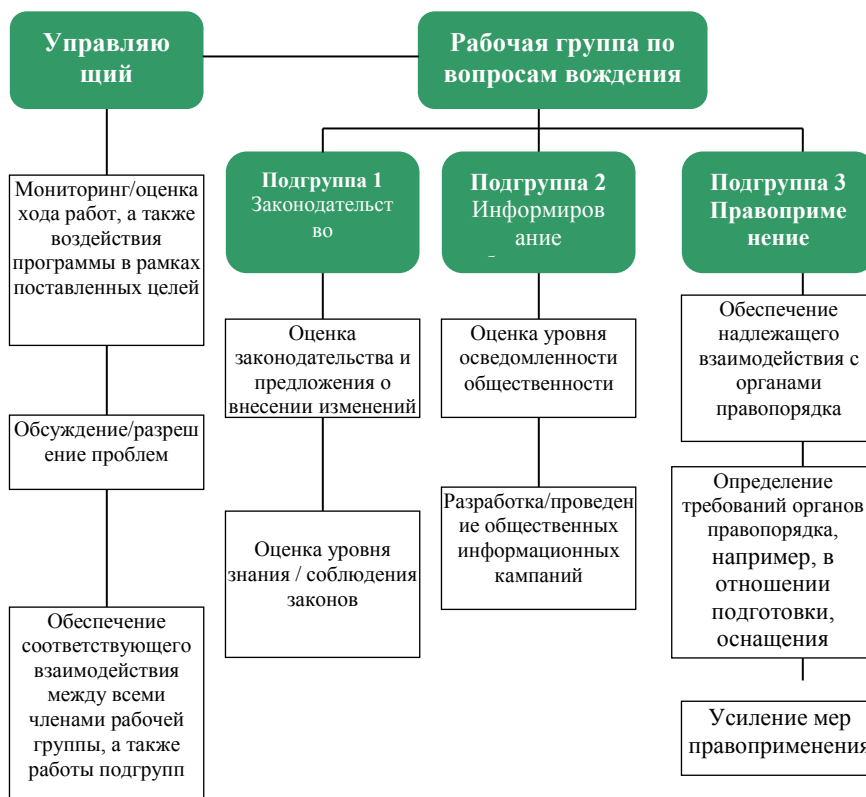 Управляю
щий
Рабочая группа по
вопросам вождения
Мониторинг/оценка
хода работ, а также
воздействия
программы в рамках
поставленных целей
Обсуждение/разреш
ение проблем
Обеспечение
соответствующего
взаимодействия
между всеми
членами рабочей
группы, а также
работы подгрупп
Подгруппа 1
Законодательст
во
Оценка
законодательства и
предложения о
внесении изменений
Оценка уровня
знания / соблюдения
законов
Подгруппа 2
Информиров
ание
Оценка уровня
осведомленности
общественности
Разработка/проведен
ие общественных
информационных
кампаний
Подгруппа 3
Правоприме
нение
Обеспечение
надлежащего
взаимодействия с
органами
правопорядка
Определение
требований органов
правопорядка,
например, в
отношении
подготовки,
оснащения
Усиление мер
правоприменения